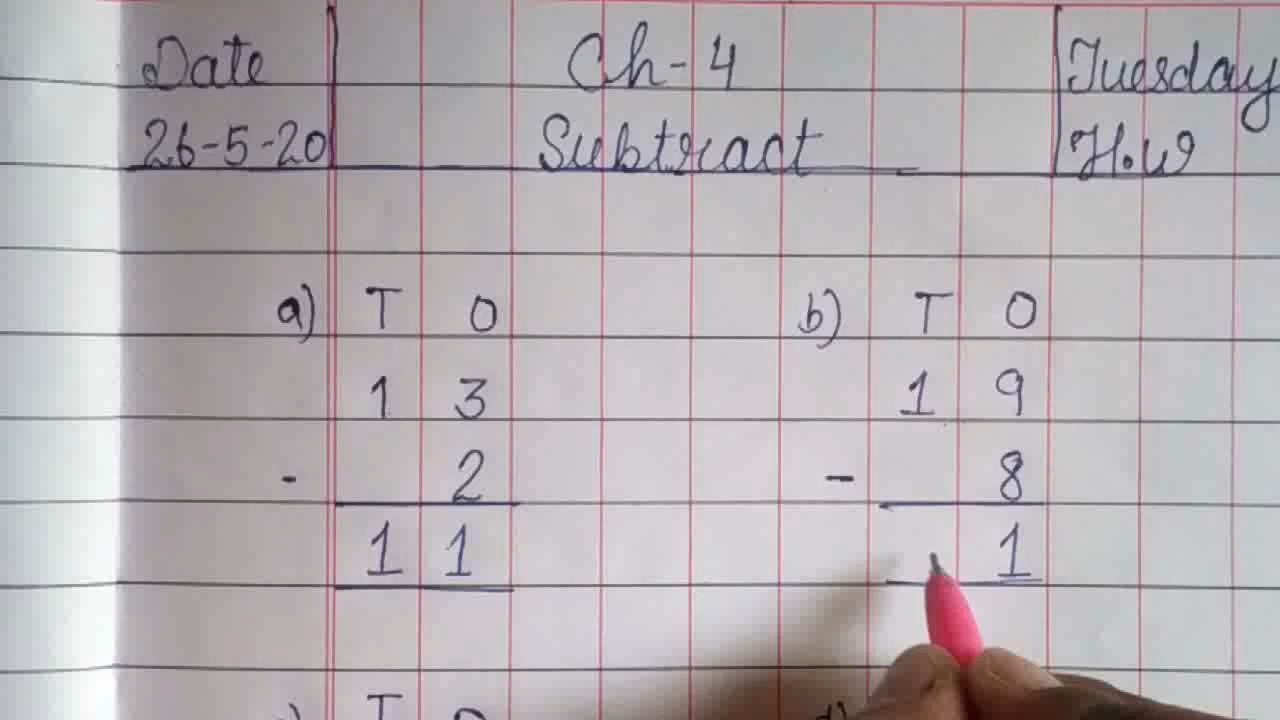 Date Ch-4 Tuesday
26-5-20 Subtract H.W
a) T O b) T O
1 3 1 9
- 2 - 8
1 1 1
T